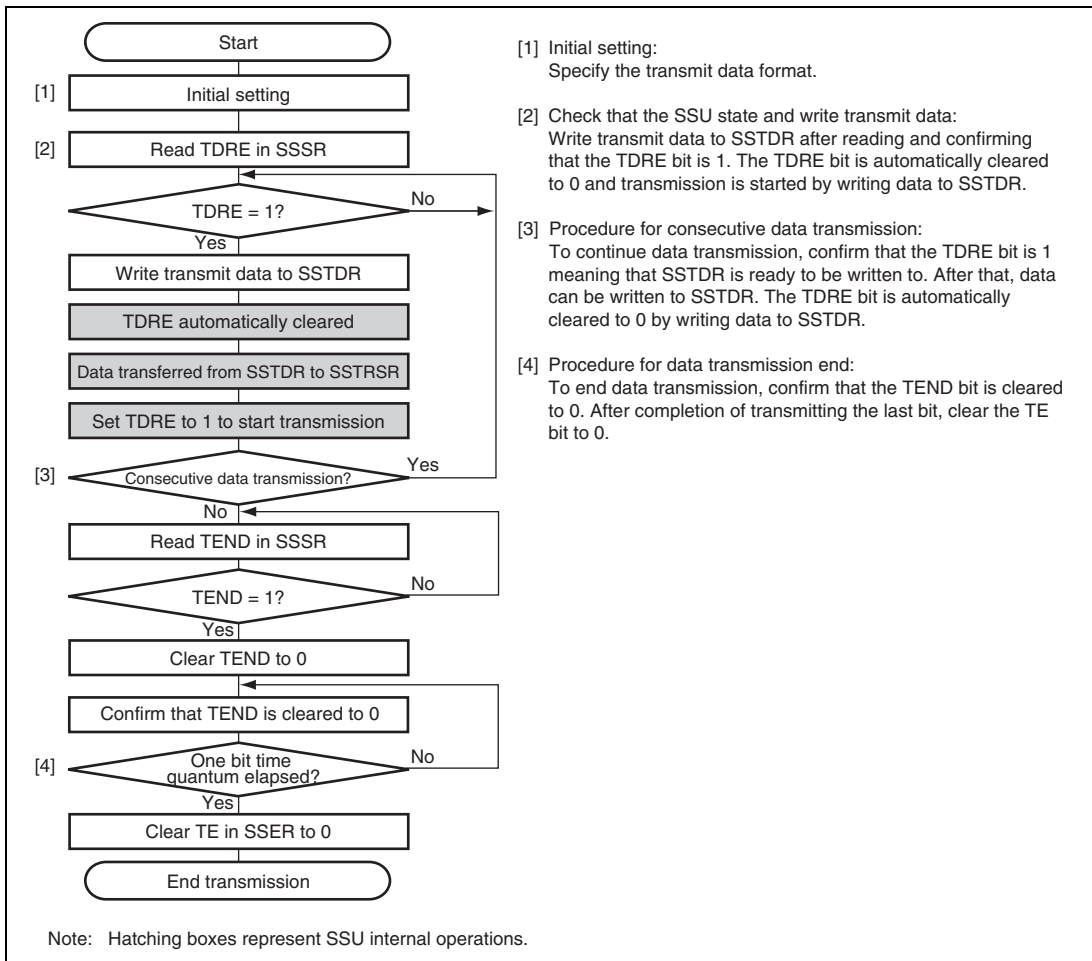 Start
[1] Initial setting
[2] Read TDRE in SSSR
TDRE = 1?
No
Yes
Write transmit data to SSTDR
TDRE automatically cleared
Data transferred from SSTDR to SSTRSR
Set TDRE to 1 to start transmission
[3] Consecutive data transmission?
Yes
No
Read TEND in SSSR
TEND = 1?
No
Yes
Clear TEND to 0
Confirm that TEND is cleared to 0
[4] One bit time
quantum elapsed?
No
Yes
Clear TE in SSER to 0
End transmission
[1] Initial setting:
Specify the transmit data format.
[2] Check that the SSU state and write transmit data:
Write transmit data to SSTDR after reading and confirming
that the TDRE bit is 1. The TDRE bit is automatically cleared
to 0 and transmission is started by writing data to SSTDR.
[3] Procedure for consecutive data transmission:
To continue data transmission, confirm that the TDRE bit is 1
meaning that SSTDR is ready to be written to. After that, data
can be written to SSTDR. The TDRE bit is automatically
cleared to 0 by writing data to SSTDR.
[4] Procedure for data transmission end:
To end data transmission, confirm that the TEND bit is cleared
to 0. After completion of transmitting the last bit, clear the TE
bit to 0.
Note: Hatching boxes represent SSU internal operations.